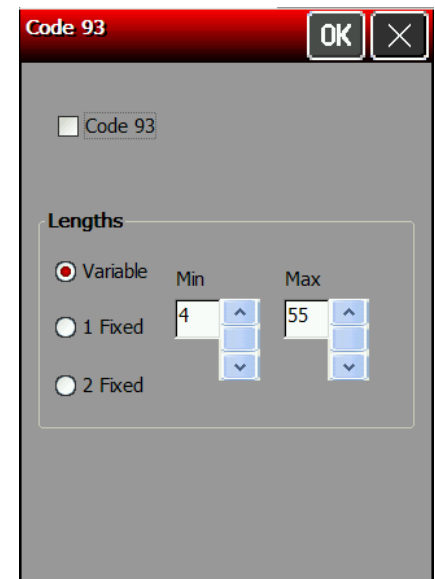 Code 93
OK
Code 93
Lengths
Variable
Min
Max
4
55
1 Fixed
2 Fixed